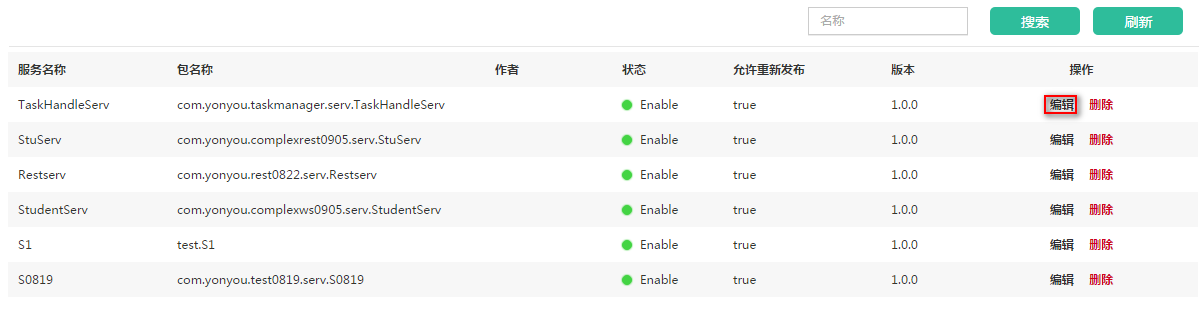 名称 搜索 刷新
服务名称 包名称 作者 状态 允许重新发布 版本 操作
TaskHandleServ com.yonyou.taskmanager.serv.TaskHandleServ Enable true 1.0.0 编辑 删除
StuServ com.yonyou.complexrest0905.serv.StuServ Enable true 1.0.0 编辑 删除
Restserv com.yonyou.rest0822.serv.Restserv Enable true 1.0.0 编辑 删除
StudentServ com.yonyou.complexws0905.serv.StudentServ Enable true 1.0.0 编辑 删除
S1 test.S1 Enable true 1.0.0 编辑 删除
S0819 com.yonyou.test0819.serv.S0819 Enable true 1.0.0 编辑 删除